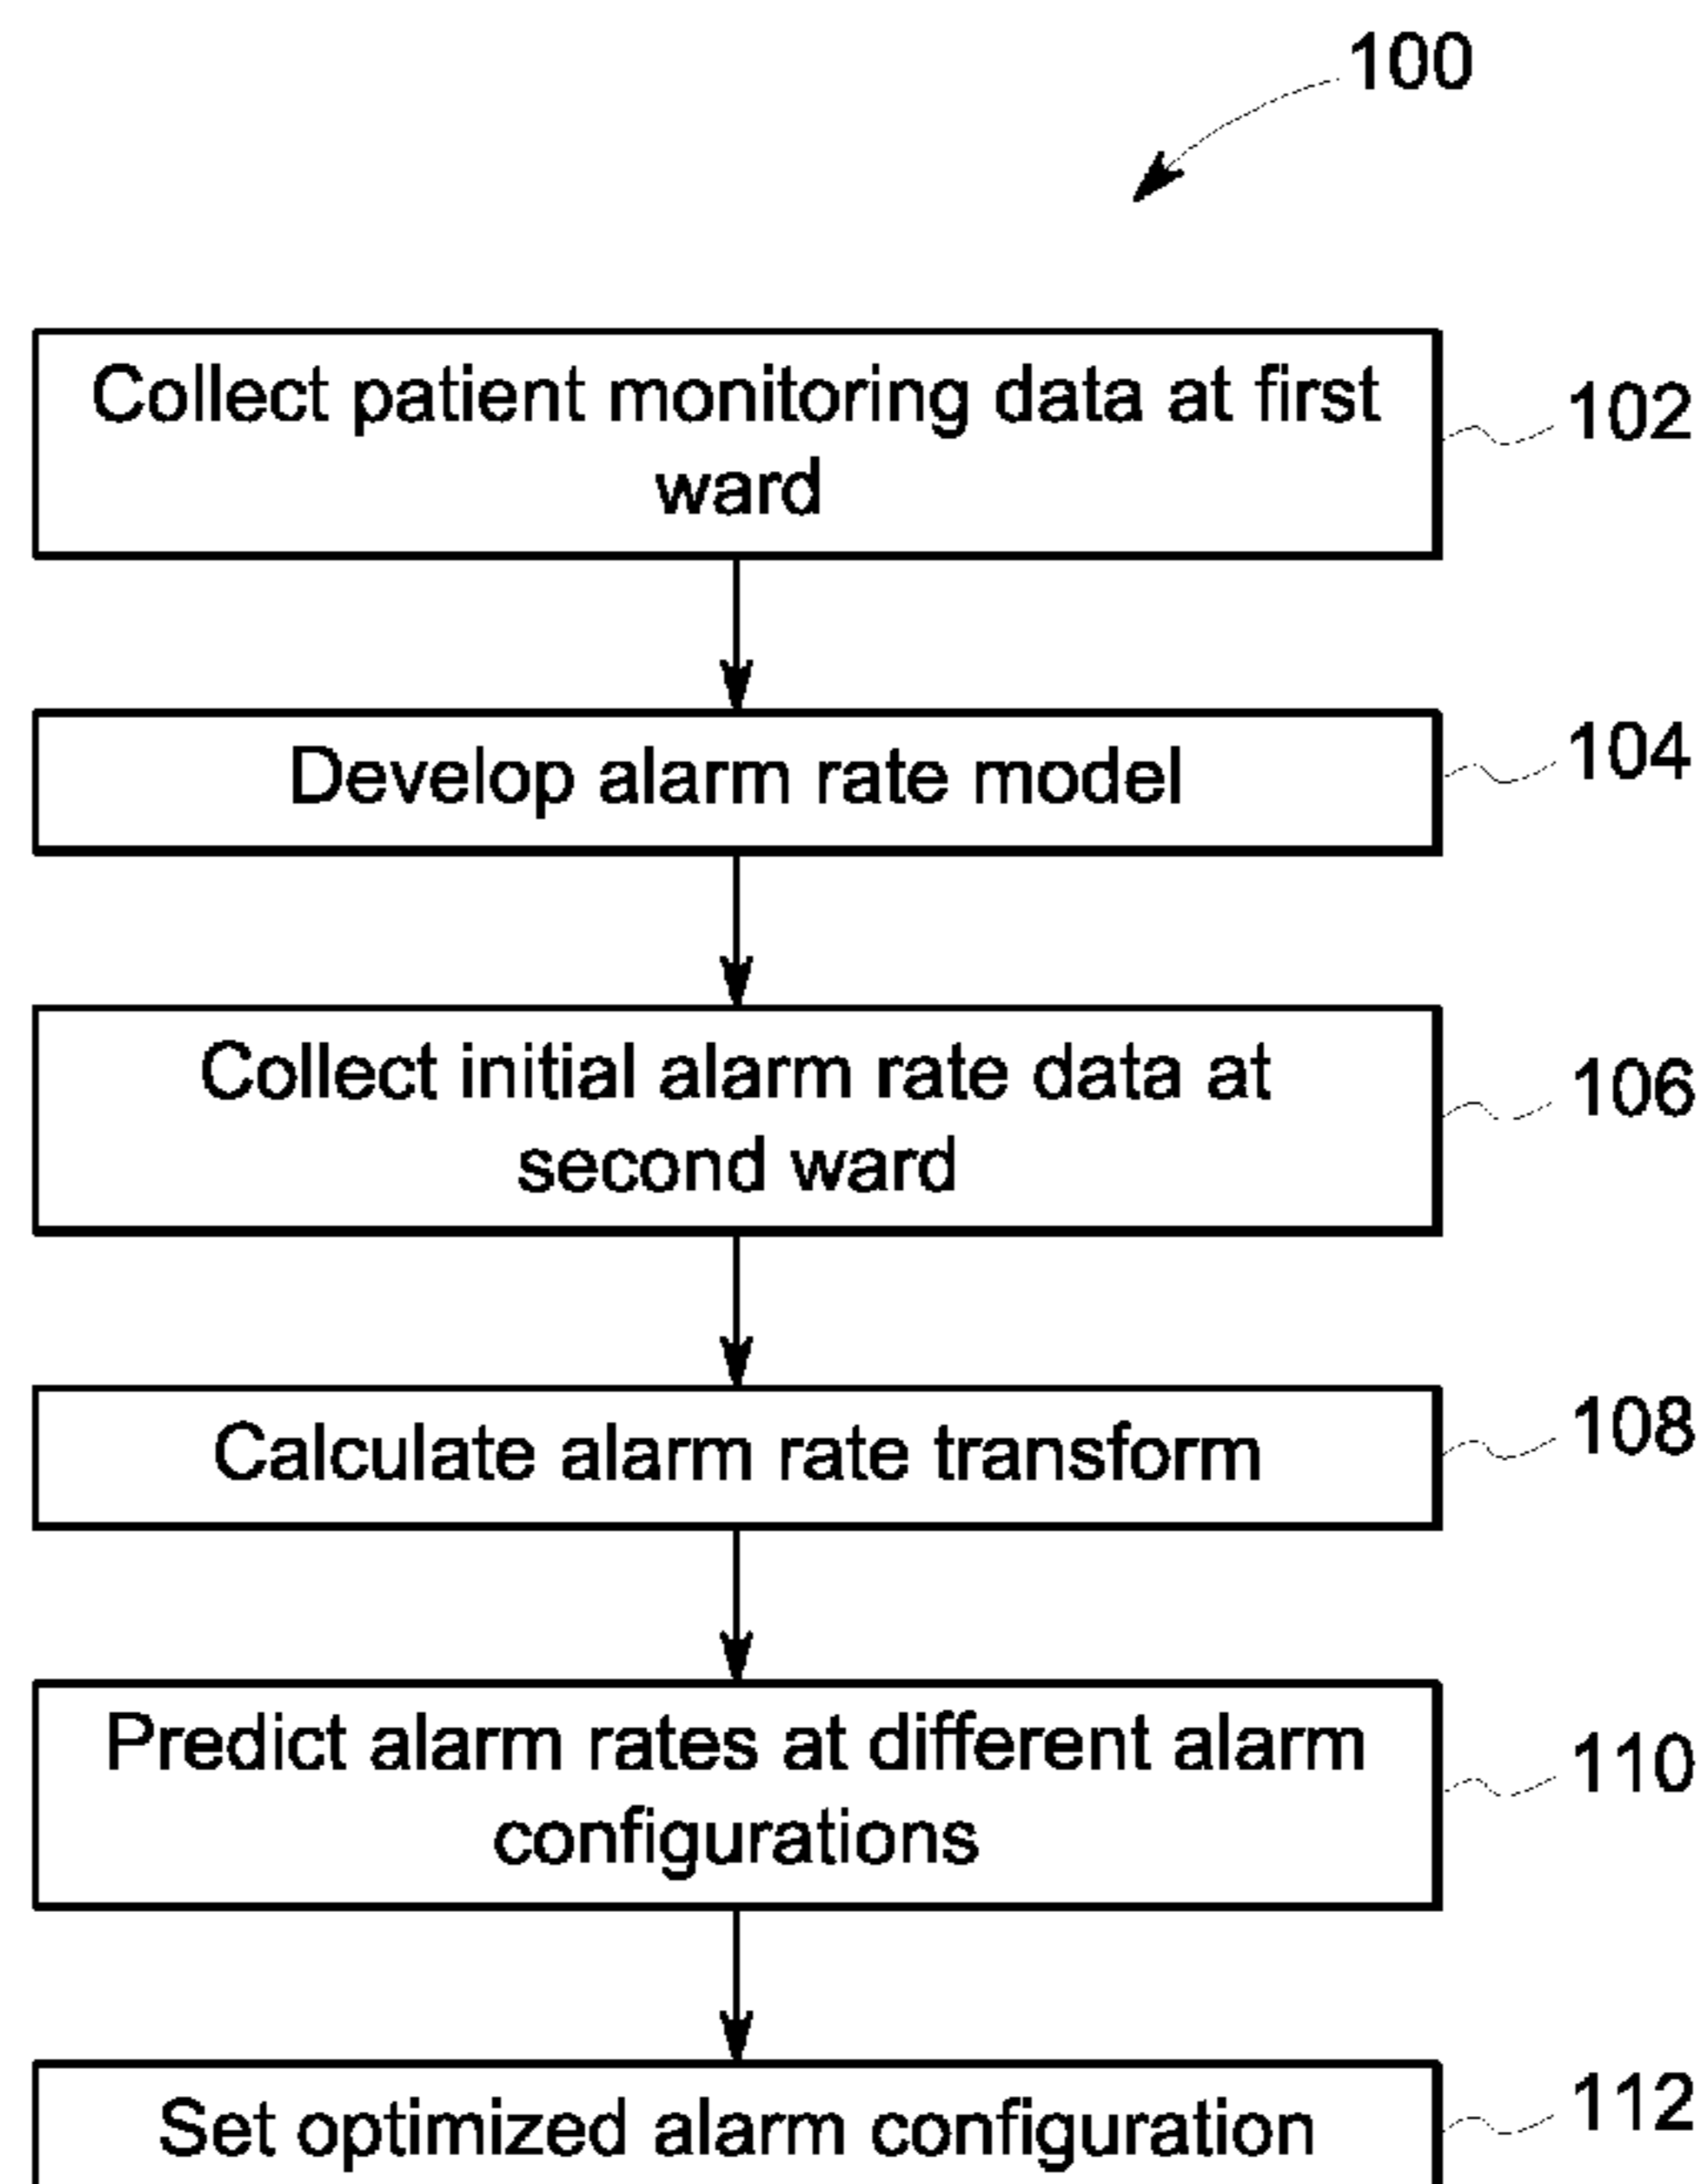 100
Collect patient monitoring data at first
ward
102
Develop alarm rate model
104
Collect initial alarm rate data at
second ward
106
Calculate alarm rate transform
108
Predict alarm rates at different alarm
configurations
110
Set optimized alarm configuration
112